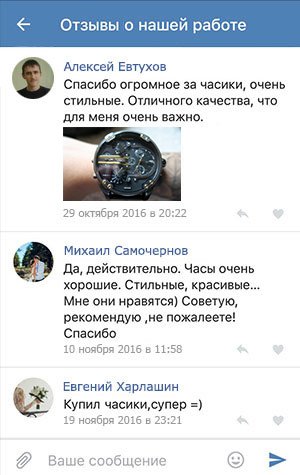 Отзывы о нашей работе
Алексей Евтухов
Спасибо огромное за часики, очень
стильные. Отличного качества, что
для меня очень важно.
29 октября 2016 в 20:22
Михаил Самочернов
Да, действительно. Часы очень
хорошие. Стильные, красивые...
Мне они нравятся) Советую,
рекомендую ,не пожалеете!
Спасибо
10 ноября 2016 в 11:58
Евгений Харлашин
Купил часики,супер =)
19 ноября 2016 в 23:21
Ваше сообщение